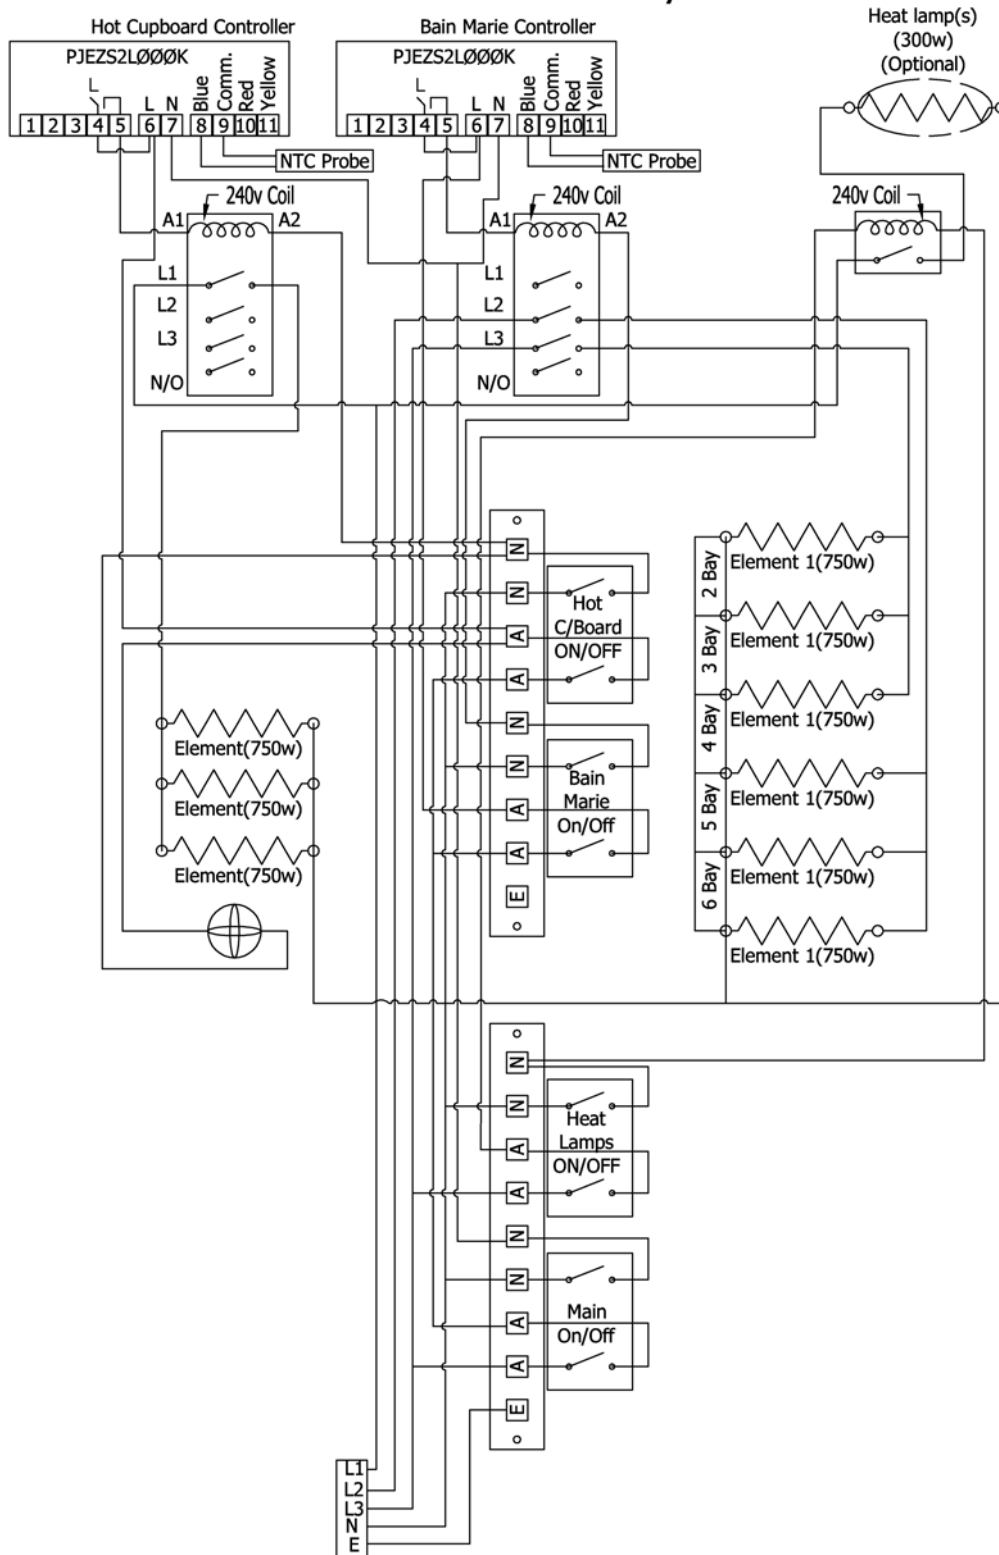 Hot Cupboard Controller
PJEZS2LØØØK
L
L N
Blue
Comm.
Red
Yellow
1 2 3 4 5 6 7 8 9 10 11
NTC Probe
Bain Marie Controller
PJEZS2LØØØK
L
L N
Blue
Comm.
Red
Yellow
1 2 3 4 5 6 7 8 9 10 11
NTC Probe
Heat lamp(s)
(300w)
(Optional)
240v Coil
A1 A2
L1
L2
L3
N/O
240v Coil
A1 A2
L1
L2
L3
N/O
240v Coil
N
N
A
A
N
N
A
A
E
Hot
C/Board
ON/OFF
Bain
Marie
On/Off
Element(750w)
Element(750w)
Element(750w)
2 Bay
3 Bay
4 Bay
5 Bay
6 Bay
Element 1(750w)
Element 1(750w)
Element 1(750w)
Element 1(750w)
Element 1(750w)
Element 1(750w)
N
N
A
A
N
N
A
A
E
Heat
Lamps
ON/OFF
Main
On/Off
L1
L2
L3
N
E